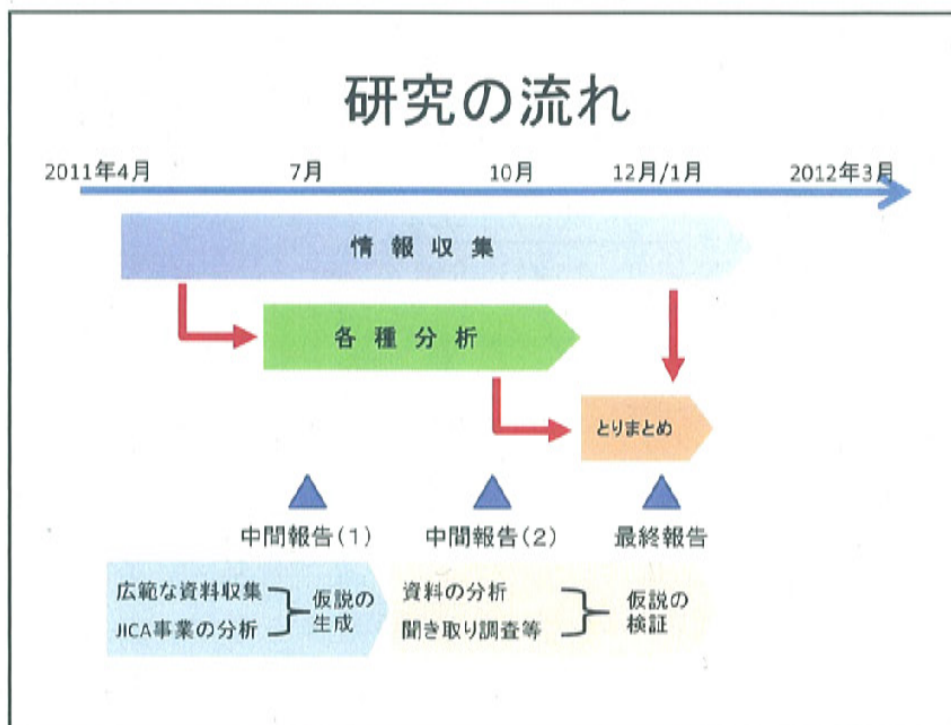 研究の流れ
2011年4月 7月 10月 12月/1月 2012年3月
情報収集
各種分析
とりまとめ
中間報告(1) 中間報告(2) 最終報告
広範な資料収集
JICA事業の分析
仮説の
生成
資料の分析
聞き取り調査等
仮説の
検証